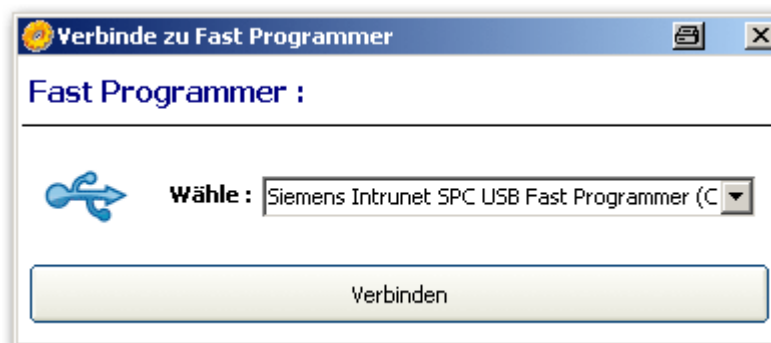 Verbinde zu Fast Programmer
Fast Programmer :
Wähle : Siemens Intrunet SPC USB Fast Programmer (C
Verbinden